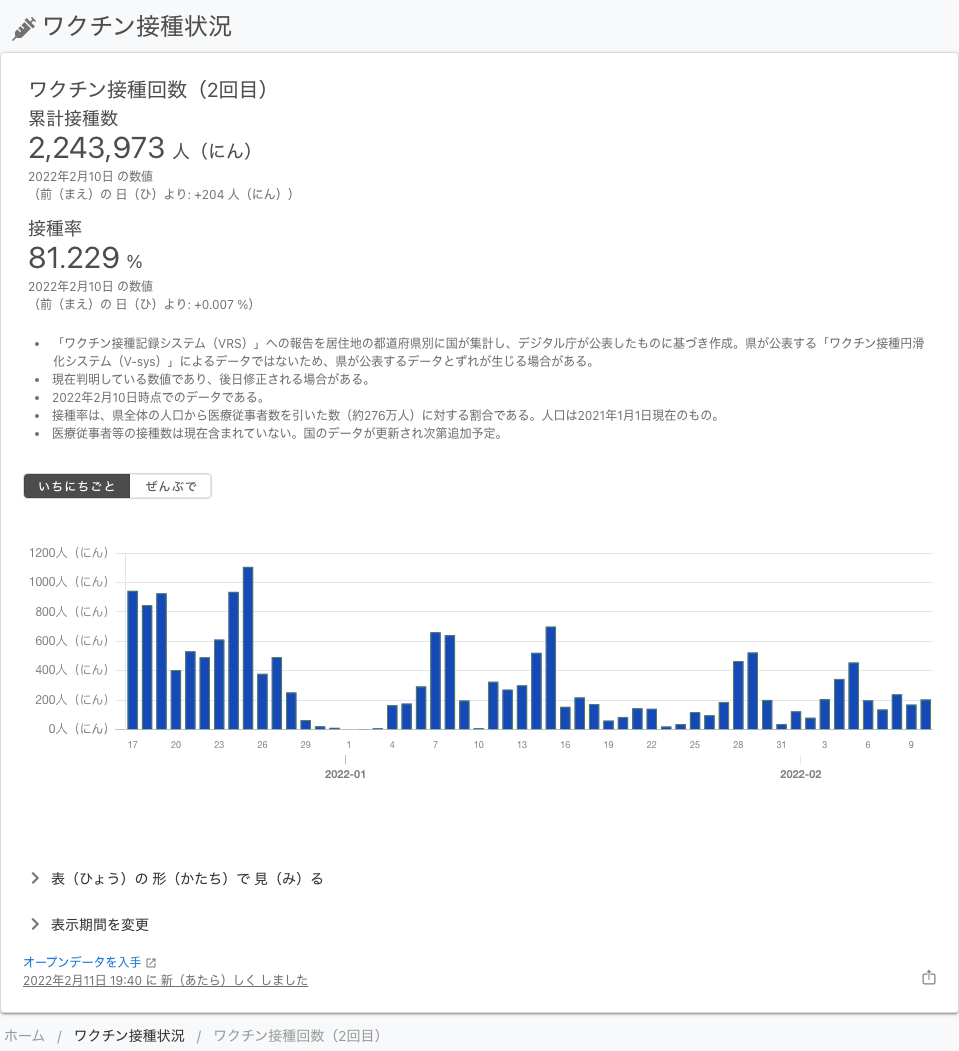 ワクチン接種状況
ワクチン接種回数（2回目）
累計接種数
2,243,973 人（にん）
2022年2月10日 の数値
（前（まえ）の 日（ひ）より: +204 人（にん））
接種率
81.229 %
2022年2月10日 の数値
（前（まえ）の 日（ひ）より: +0.007 %）
• 「ワクチン接種記録システム（VRS）」への報告を居住地の都道府県別に国が集計し、デジタル庁が公表したものに基づき作成。県が公表する「ワクチン接種円滑
化システム（V-sys）」によるデータではないため、県が公表するデータとずれが生じる場合がある。
• 現在判明している数値であり、後日修正される場合がある。
• 2022年2月10日時点でのデータである。
• 接種率は、県全体の人口から医療従事者数を引いた数（約276万人）に対する割合である。人口は2021年1月1日現在のもの。
• 医療従事者等の接種数は現在含まれていない。国のデータが更新され次第追加予定。
いちにちごと ぜんぶで
1200人（にん）
1000人（にん）
800人（にん）
600人（にん）
400人（にん）
200人（にん）
0人（にん）
17 20 23 26 29 1 4 7 10 13 16 19 22 25 28 31 3 6 9
2022-01 2022-02
表（ひょう）の 形（かたち）で 見（み）る
表示期間を変更
オープンデータを入手
2022年2月11日 19:40 に 新（あたら）しく しました
ホーム / ワクチン接種状況 / ワクチン接種回数（2回目）